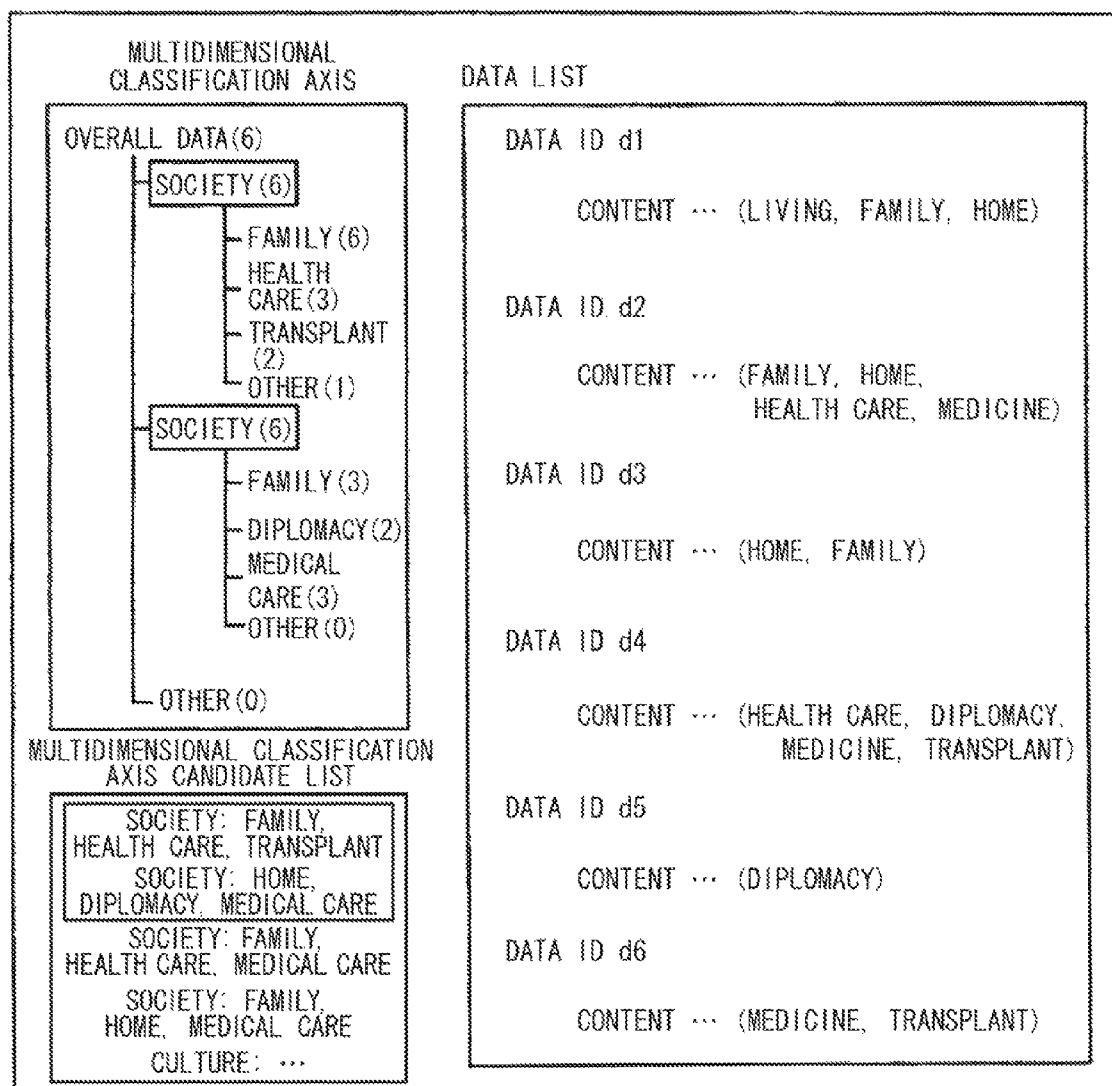 MULTIDIMENSIONAL
CLASSIFICATION AXIS
OVERALL DATA(6)
SOCIETY(6)
FAMILY(6)
HEALTH
CARE(3)
TRANSPLANT
(2)
OTHER(1)
SOCIETY(6)
FAMILY(3)
DIPLOMACY(2)
MEDICAL
CARE(3)
OTHER(0)
OTHER(0)
MULTIDIMENSIONAL CLASSIFICATION
AXIS CANDIDATE LIST
SOCIETY: FAMILY,
HEALTH CARE, TRANSPLANT
SOCIETY: HOME,
DIPLOMACY, MEDICAL CARE
SOCIETY: FAMILY,
HEALTH CARE, MEDICAL CARE
SOCIETY: FAMILY,
HOME, MEDICAL CARE
CULTURE: ···
DATA LIST
DATA ID d1
CONTENT ··· (LIVING, FAMILY, HOME)
DATA ID d2
CONTENT ··· (FAMILY, HOME,
HEALTH CARE, MEDICINE)
DATA ID d3
CONTENT ··· (HOME, FAMILY)
DATA ID d4
CONTENT ··· (HEALTH CARE, DIPLOMACY,
MEDICINE, TRANSPLANT)
DATA ID d5
CONTENT ··· (DIPLOMACY)
DATA ID d6
CONTENT ··· (MEDICINE, TRANSPLANT)